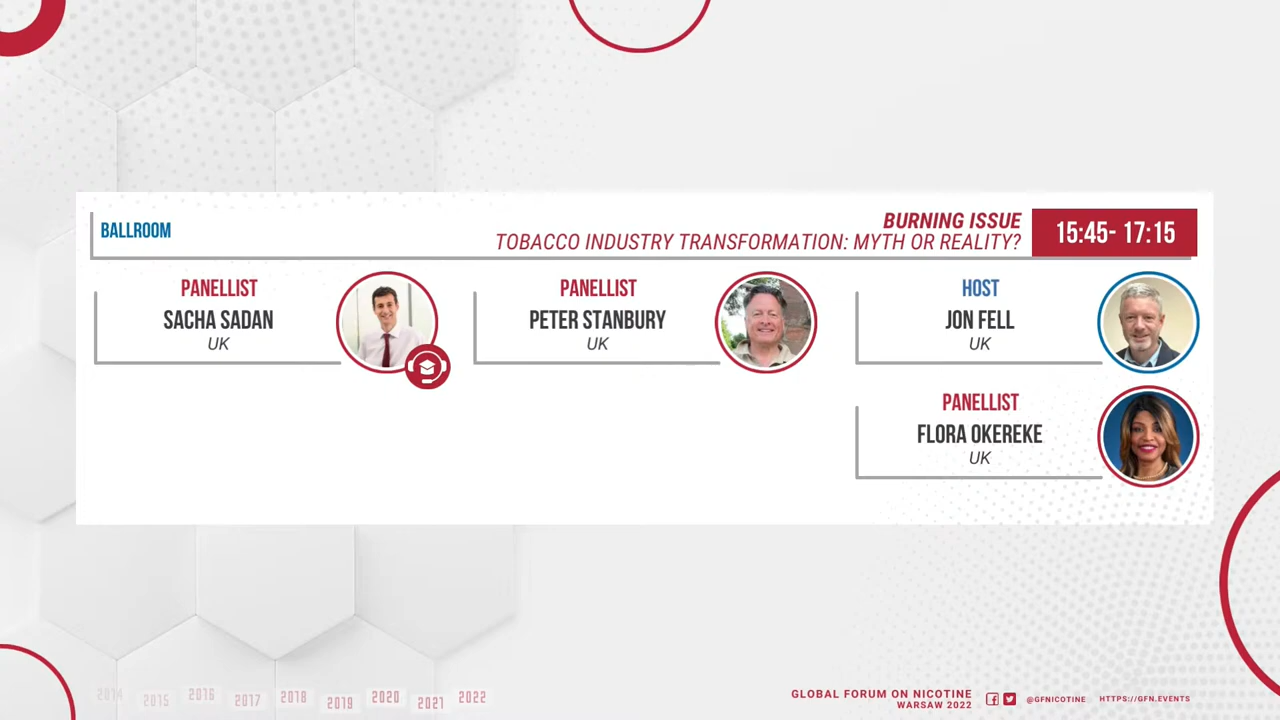 BALLROOM
BURNING ISSUE
TOBACCO INDUSTRY TRANSFORMATION: MYTH OR REALITY?
15:45- 17:15
PANELLIST
SACHA SADAN
UK
PANELLIST
PETER STANBURY
UK
HOST
JON FELL
UK
PANELLIST
FLORA OKEREKE
UK
2014 2015 2016 2017 2018 2019 2020 2021 2022
GLOBAL FORUM ON NICOTINE
WARSAW 2022
@GFNICOTINE
HTTPS://GFN.EVENTS